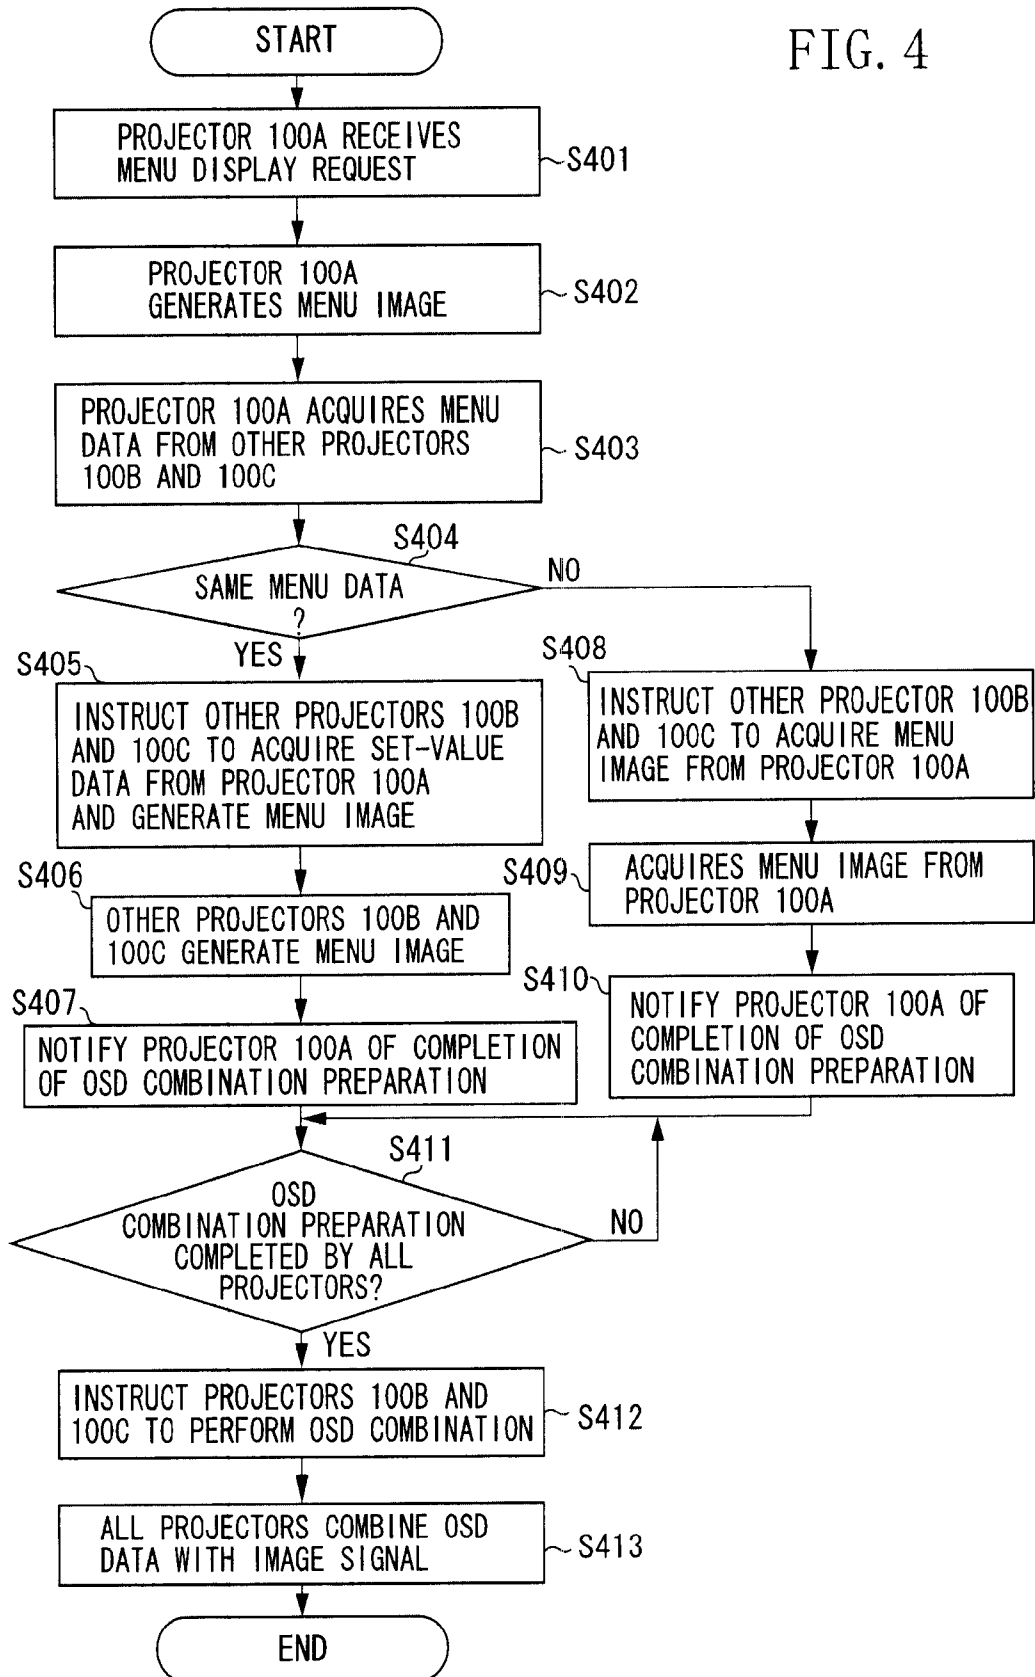 FIG. 4
START
PROJECTOR 100A RECEIVES
MENU DISPLAY REQUEST
S401
PROJECTOR 100A
GENERATES MENU IMAGE
S402
PROJECTOR 100A ACQUIRES MENU
DATA FROM OTHER PROJECTORS
100B AND 100C
S403
S404
SAME MENU DATA
?
NO
YES
S405
INSTRUCT OTHER PROJECTORS 100B
AND 100C TO ACQUIRE SET-VALUE
DATA FROM PROJECTOR 100A
AND GENERATE MENU IMAGE
S406
OTHER PROJECTORS 100B AND
100C GENERATE MENU IMAGE
S407
NOTIFY PROJECTOR 100A OF COMPLETION
OF OSD COMBINATION PREPARATION
S408
INSTRUCT OTHER PROJECTOR 100B
AND 100C TO ACQUIRE MENU
IMAGE FROM PROJECTOR 100A
S409
ACQUIRES MENU IMAGE FROM
PROJECTOR 100A
S410
NOTIFY PROJECTOR 100A OF
COMPLETION OF OSD
COMBINATION PREPARATION
S411
OSD
COMBINATION PREPARATION
COMPLETED BY ALL
PROJECTORS?
NO
YES
INSTRUCT PROJECTORS 100B AND
100C TO PERFORM OSD COMBINATION
S412
ALL PROJECTORS COMBINE OSD
DATA WITH IMAGE SIGNAL
S413
END